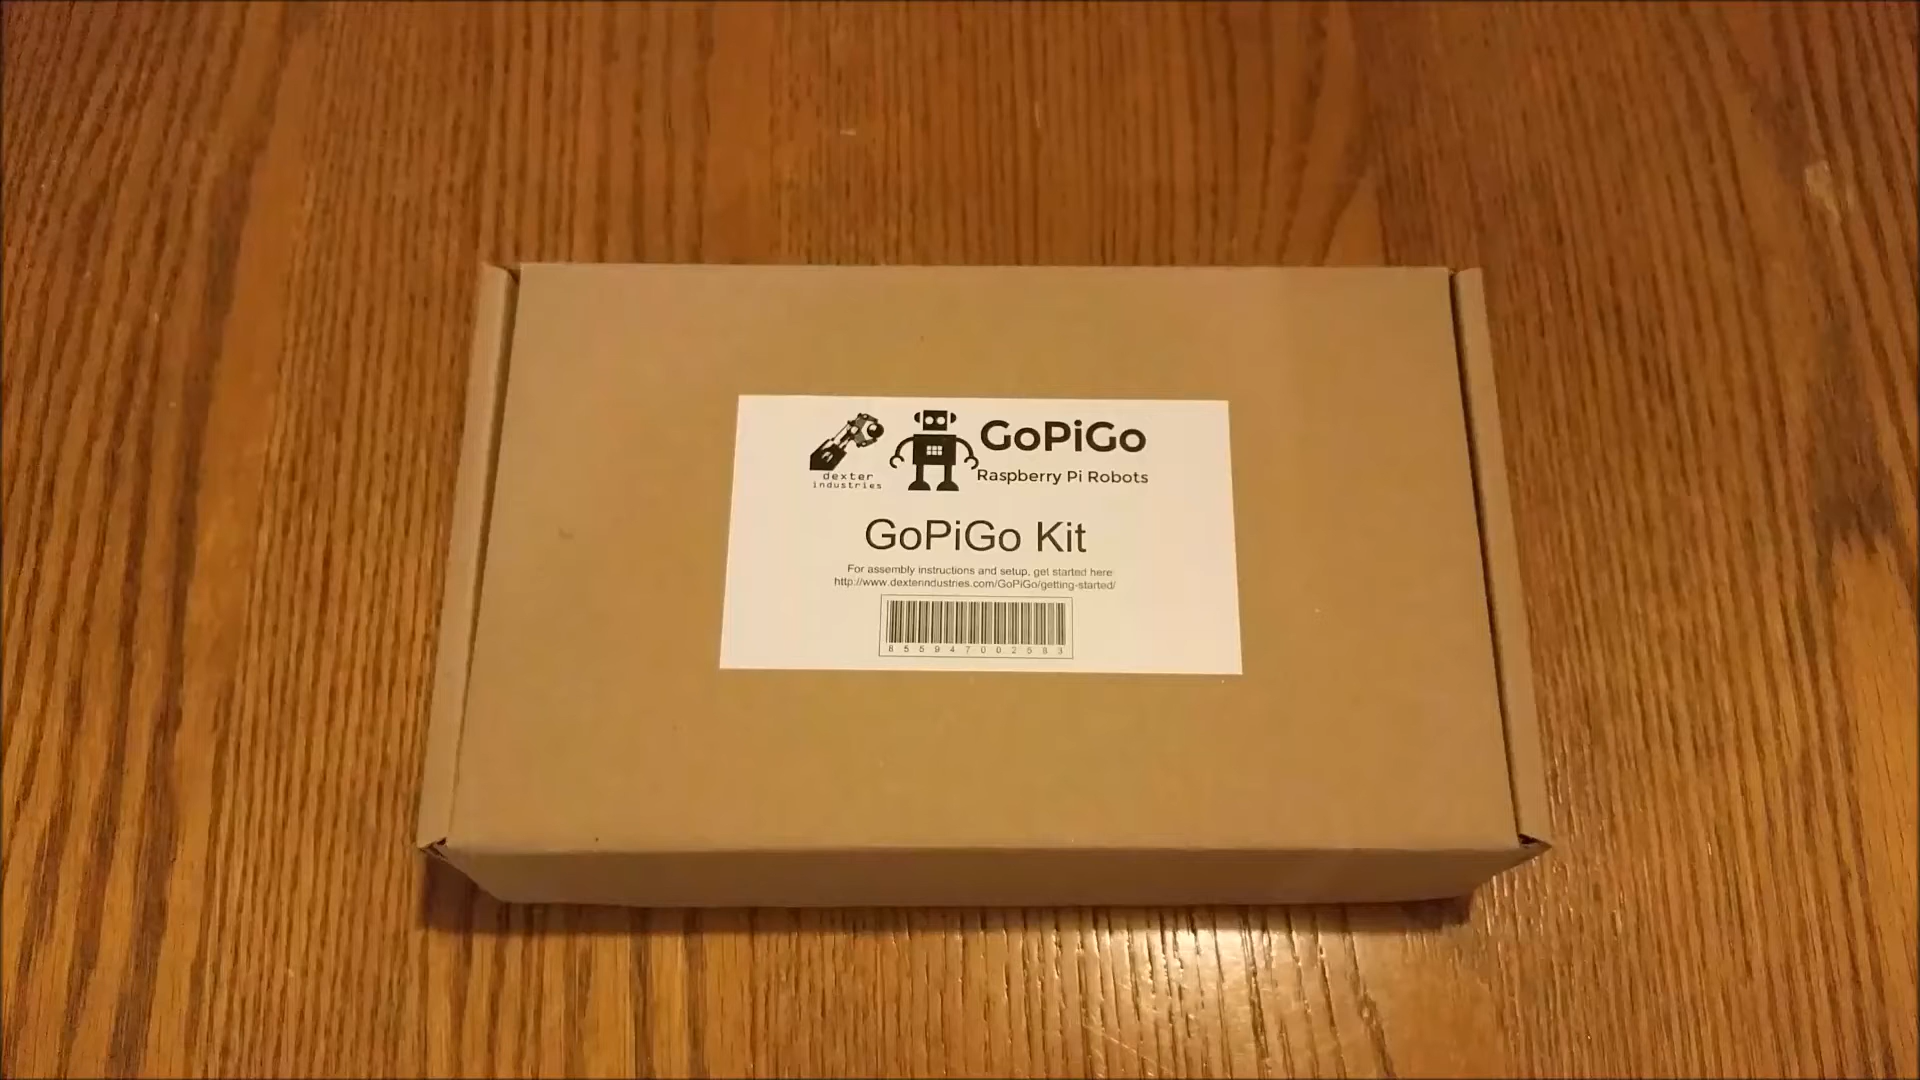 dexter
industries
GoPiGo
Raspberry Pi Robots
GoPiGo Kit
For assembly instructions and setup, get started here
http://www.dexterindustries.com/GoPiGo/getting-started/
855947002583